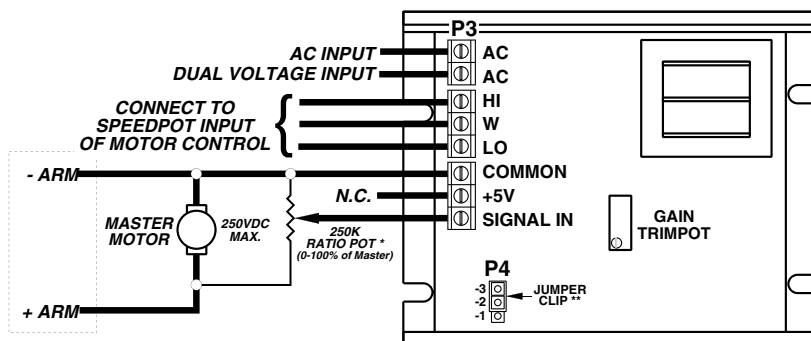 P3
AC INPUT
AC
DUAL VOLTAGE INPUT
AC
CONNECT TO
SPEEDPOT INPUT
OF MOTOR CONTROL
HI
W
LO
- ARM
COMMON
N.C.
+5V
SIGNAL IN
MASTER
MOTOR
250VDC
MAX.
250K
RATIO POT *
(0-100% of Master)
GAIN
TRIMPOT
+ ARM
P4
-3
-2
-1
JUMPER
CLIP **